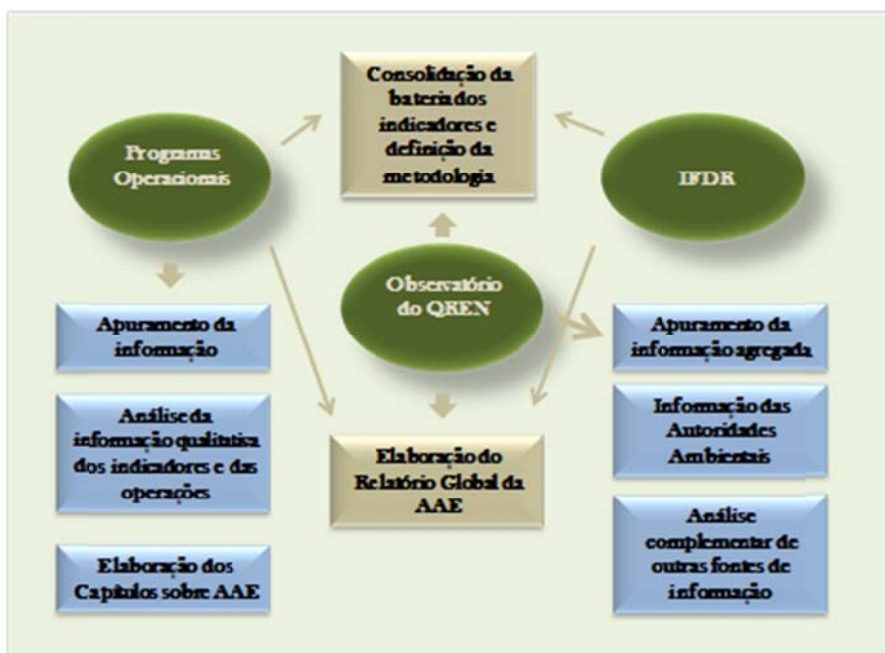 Consolidação da
bateria dos
indicadores e
definição da
metodologia
Programas
Operacionais
IFDR
Observatório
do QREN
Apuramento da
informação
Análise da
informação qualitativa
dos indicadores e das
operações
Elaboração dos
Capítulos sobre AAE
Elaboração do
Relatório Global da
AAE
Apuramento da
informação agregada
Informação das
Autoridades
Ambientais
Análise
complementar de
outras fontes de
informação